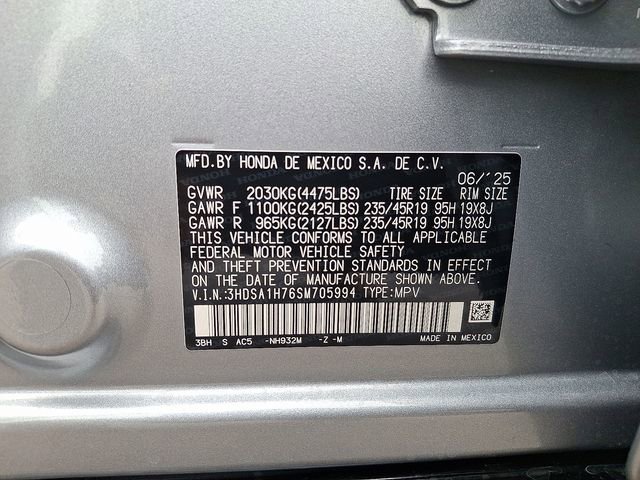 MFD.BY HONDA DE MEXICO S.A. DE C.V.
06/'25
GVWR 2030KG(4475LBS) TIRE SIZE RIM SIZE
GAWR F 1100KG(2425LBS) 235/45R19 95H 19X8J
GAWR R 965KG(2127LBS) 235/45R19 95H 19X8J
THIS VEHICLE CONFORMS TO ALL APPLICABLE
FEDERAL MOTOR VEHICLE SAFETY
AND THEFT PREVENTION STANDARDS IN EFFECT
ON THE DATE OF MANUFACTURE SHOWN ABOVE.
V.I.N:3HDSA1H76SM705994 TYPE:MPV
3BH S AC5 -NH932M -Z -M MADE IN MEXICO